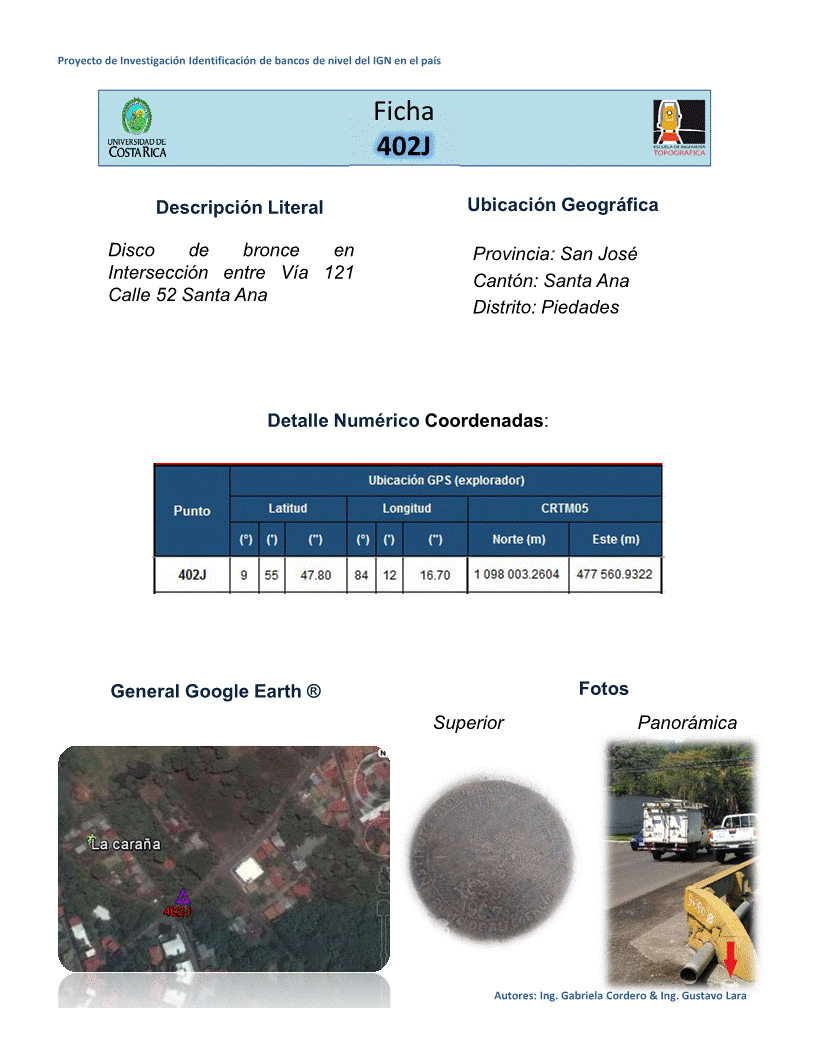 Proyecto de Investigación Identificación de bancos de nivel del IGN en el país
UNIVERSIDAD DE
COSTA RICA
Ficha
402J
ESCUELA DE INGENIERIA
TOPOGRÁFICA
Descripción Literal
Disco de bronce en
Intersección entre Vía 121
Calle 52 Santa Ana
Ubicación Geográfica
Provincia: San José
Cantón: Santa Ana
Distrito: Piedades
Detalle Numérico Coordenadas:
Punto
Ubicación GPS (explorador)
Latitud Longitud CRTM05
(°) (') (") (°) (') (") Norte (m) Este (m)
402J 9 55 47.80 84 12 16.70 1 098 003.2604 477 560.9322
General Google Earth ®
Fotos
Superior Panorámica
N
La caraña
402J
Autores: Ing. Gabriela Cordero & Ing. Gustavo Lara